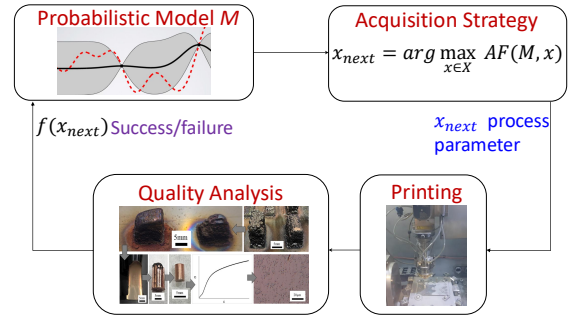 Probabilistic Model M
Acquisition Strategy
x_next = arg max AF(M, x)
x∈X
f(x_next) Success/failure
x_next process
parameter
Quality Analysis
Printing
5mm